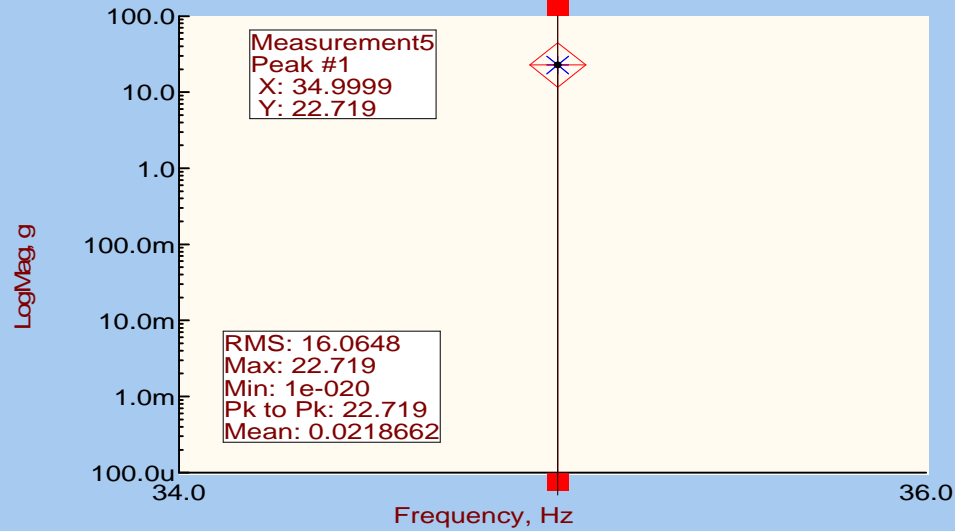 100.0
10.0
1.0
100.0m
10.0m
1.0m
100.0u
LogMag, g
Measurement5
Peak #1
X: 34.9999
Y: 22.719
RMS: 16.0648
Max: 22.719
Min: 1e-020
Pk to Pk: 22.719
Mean: 0.0218662
34.0
36.0
Frequency, Hz